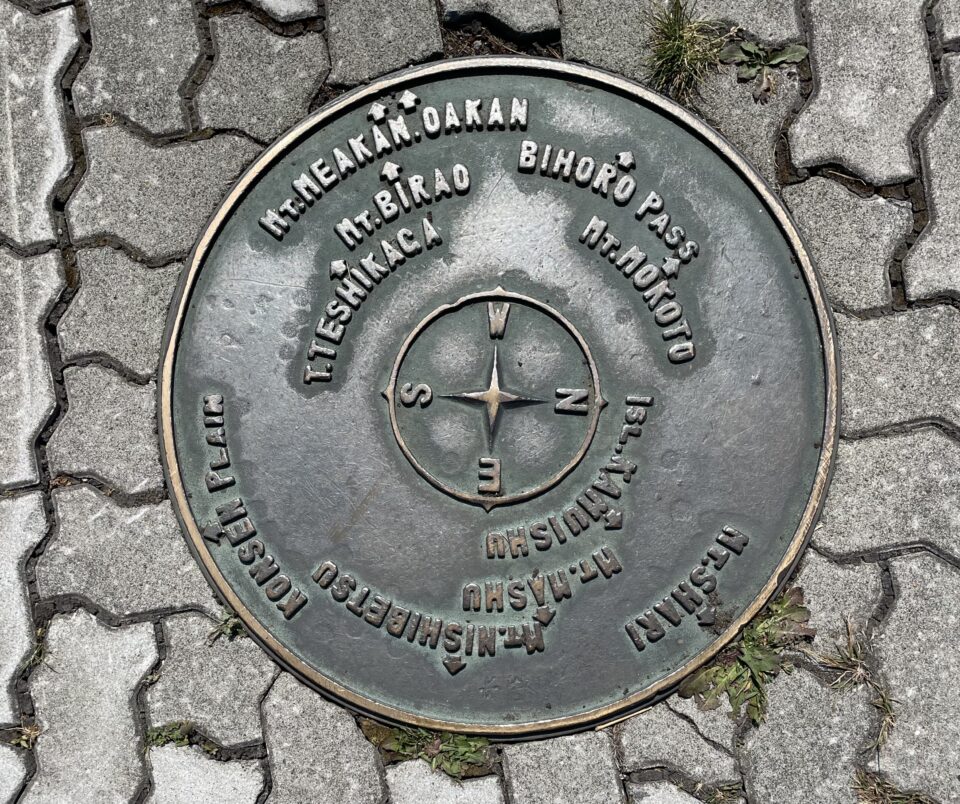 MT.MEAKAN.OAKAN
BIHORO PASS
MT.BIRAO
MT.MOKOTO
T.TESHIKAGA
W
S
N
E
ISL.KAMUISHU
KONSEN PLAIN
MT.MASHU
MT.NISHIBETSU
MT.SHARI